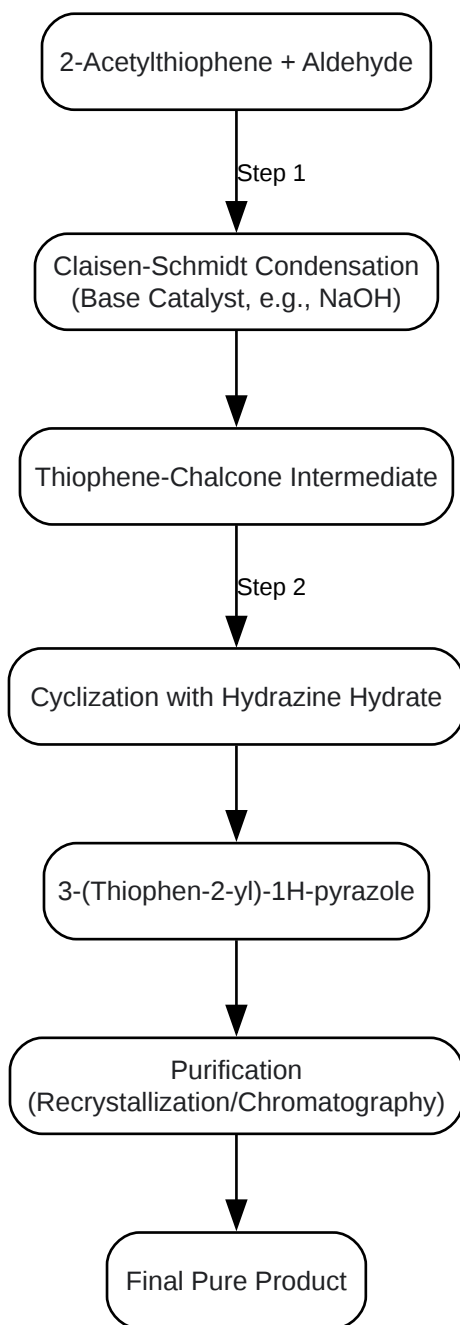 2-Acetylthiophene + Aldehyde
Step 1
Claisen-Schmidt Condensation
(Base Catalyst, e.g., NaOH)
Thiophene-Chalcone Intermediate
Step 2
Cyclization with Hydrazine Hydrate
3-(Thiophen-2-yl)-1H-pyrazole
Purification
(Recrystallization/Chromatography)
Final Pure Product